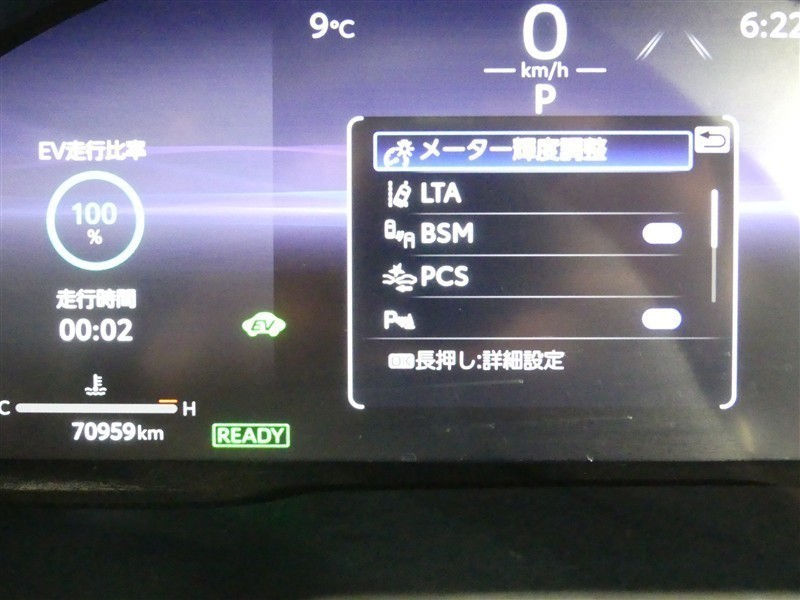 9℃
0
6:22
km/h
P
EV走行比率
100
%
走行時間
00:02
EV
C
H
70959km
READY
メーター輝度調整
LTA
BSM
PCS
P
OK長押し:詳細設定